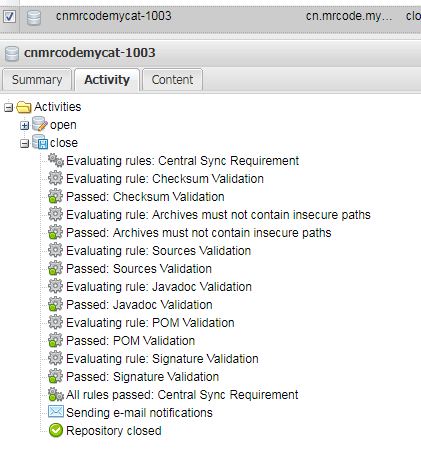 cnmrcodemycat-1003 cn.mrcode.my... clo
cnmrcodemycat-1003
Summary Activity Content
Activities
open
close
Evaluating rules: Central Sync Requirement
Evaluating rule: Checksum Validation
Passed: Checksum Validation
Evaluating rule: Archives must not contain insecure paths
Passed: Archives must not contain insecure paths
Evaluating rule: Sources Validation
Passed: Sources Validation
Evaluating rule: Javadoc Validation
Passed: Javadoc Validation
Evaluating rule: POM Validation
Passed: POM Validation
Evaluating rule: Signature Validation
Passed: Signature Validation
All rules passed: Central Sync Requirement
Sending e-mail notifications
Repository closed